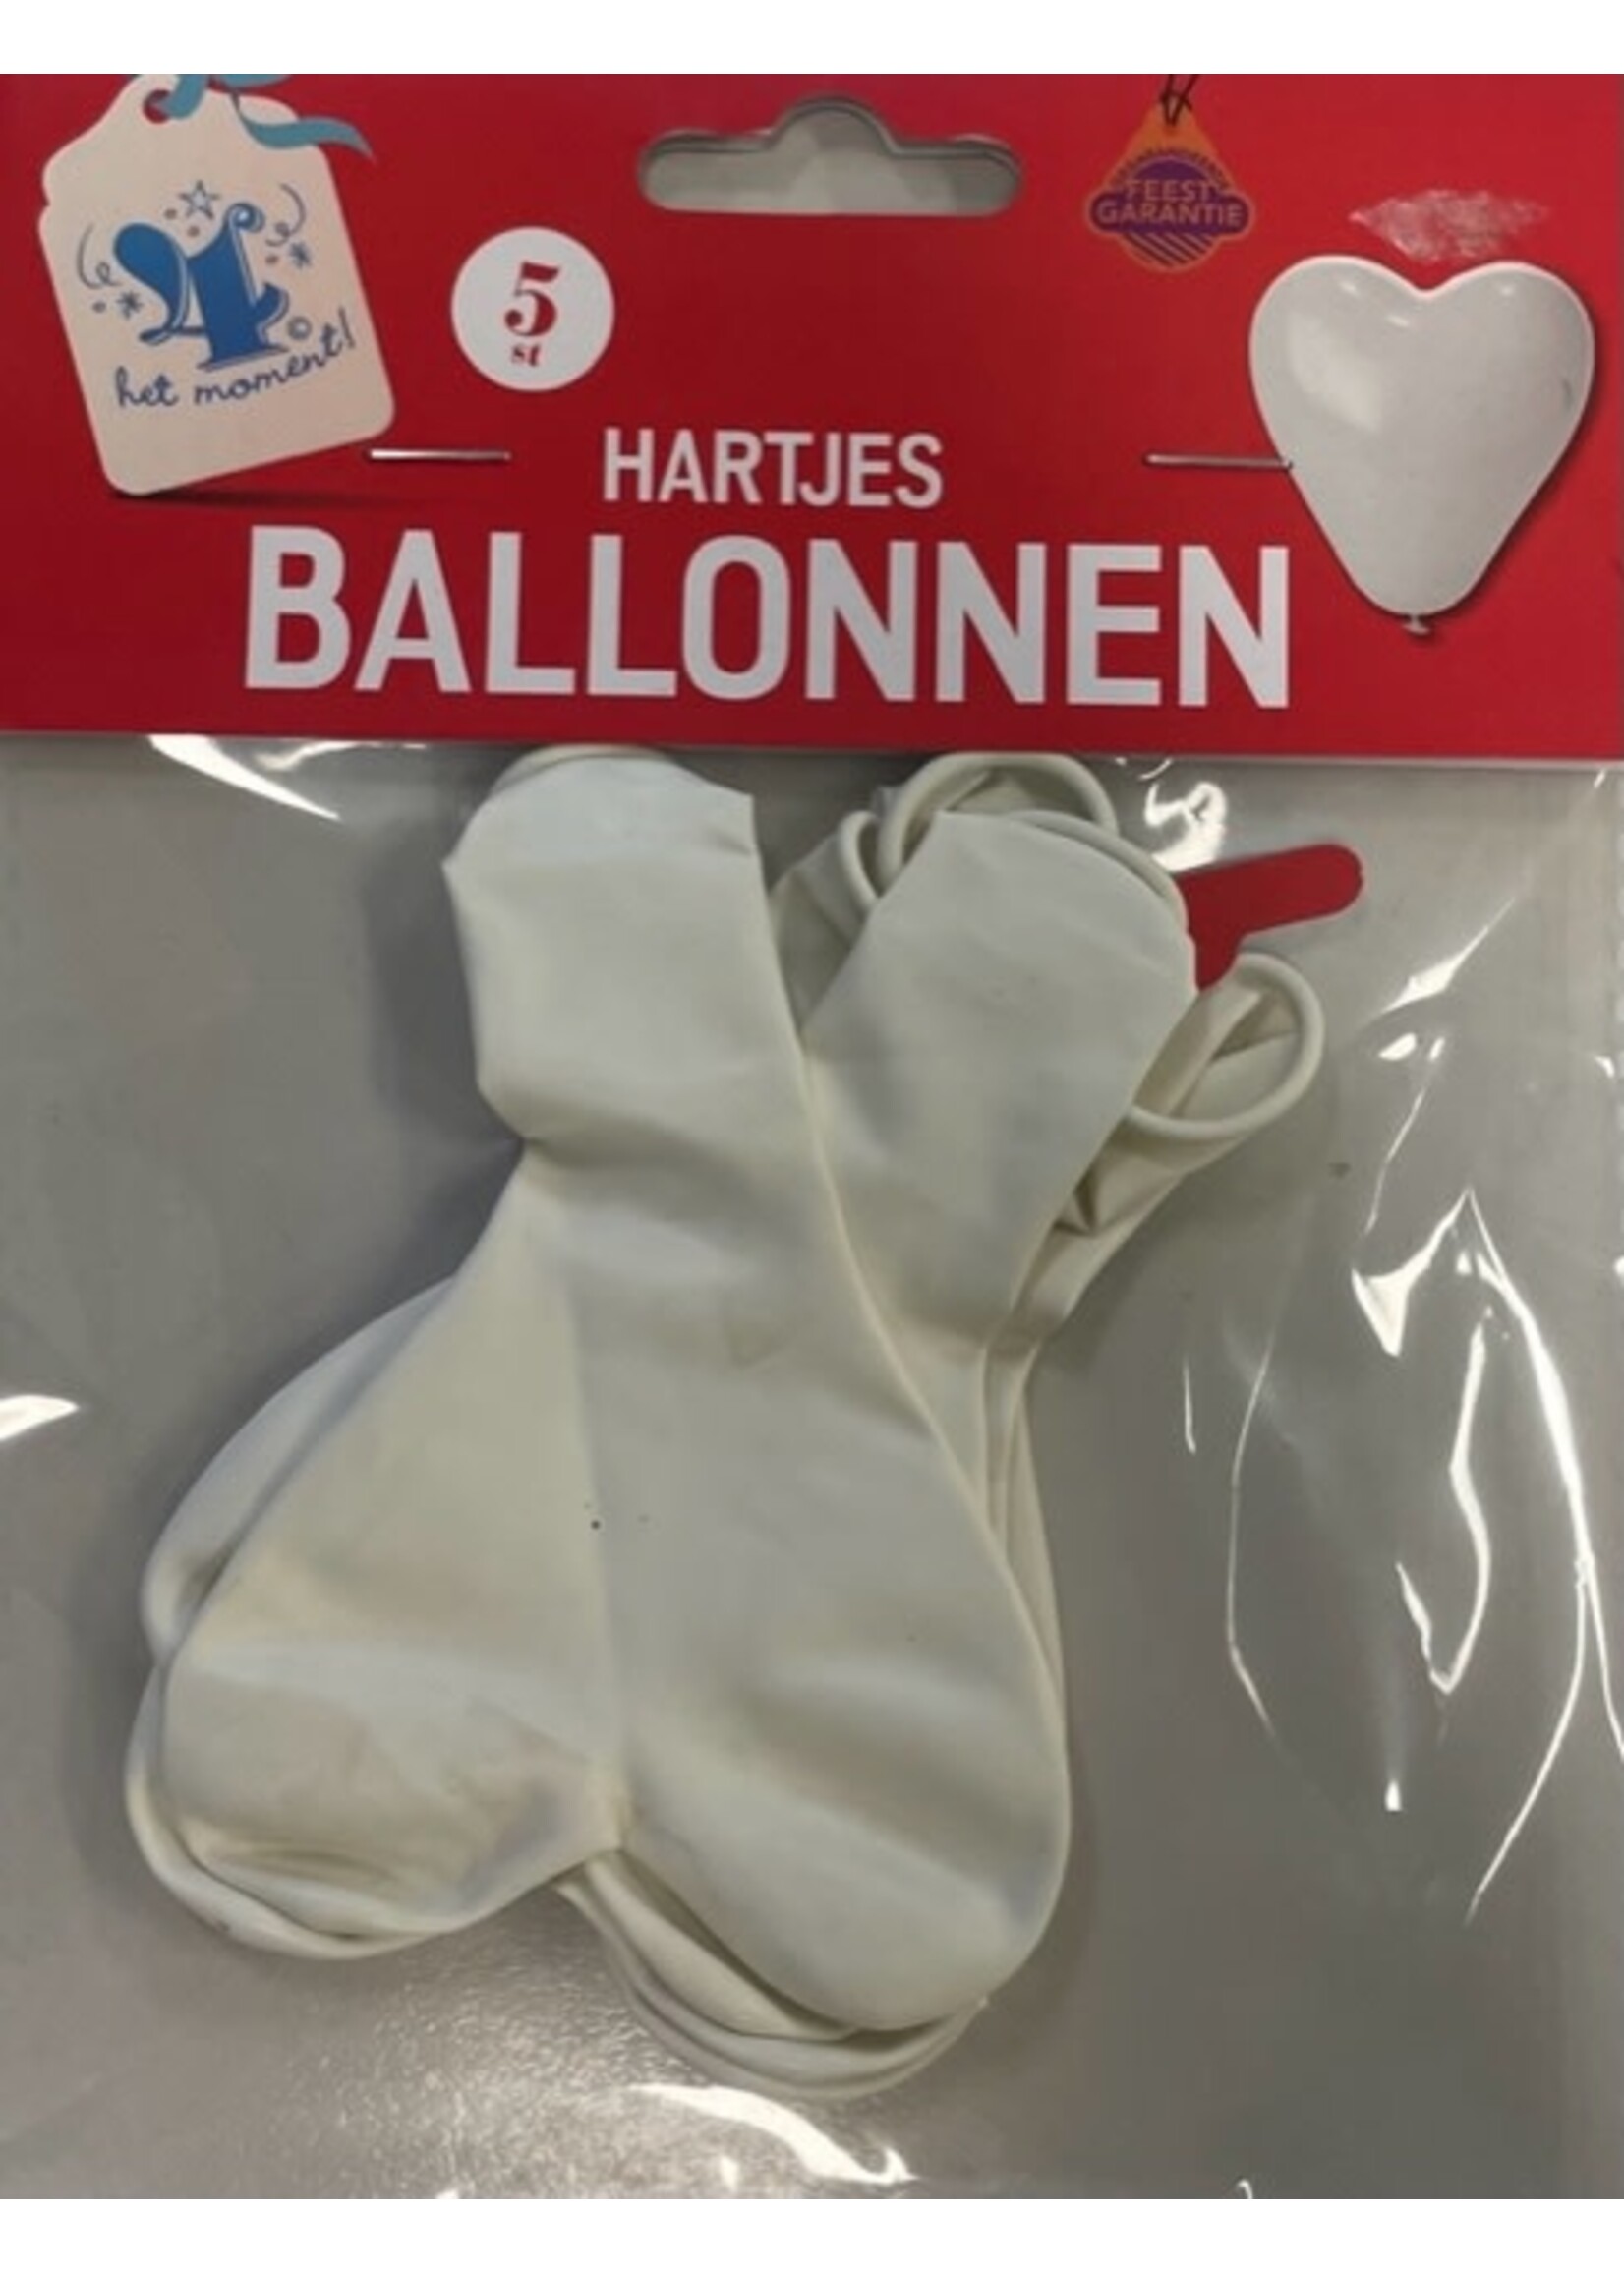 4
het moment!
©
5
st
FEEST
GARANTIE
HARTJES
BALLONNEN